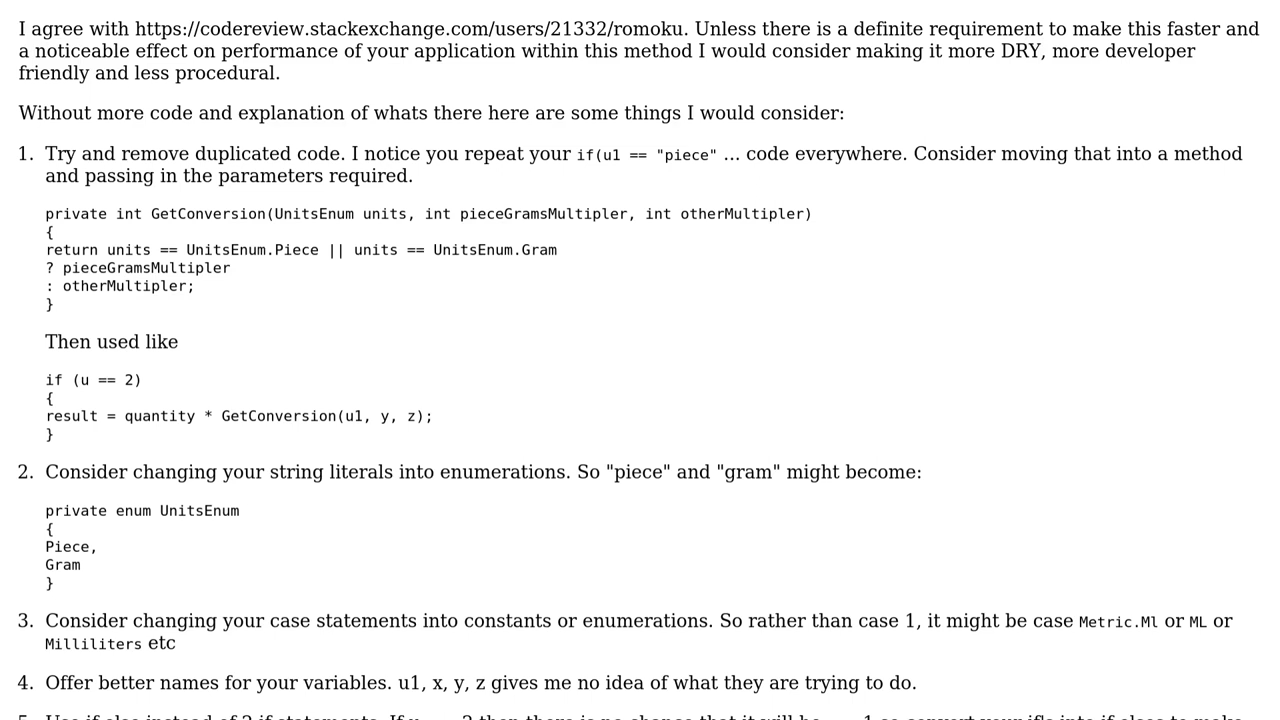 I agree with https://codereview.stackexchange.com/users/21332/romoku. Unless there is a definite requirement to make this faster and
a noticeable effect on performance of your application within this method I would consider making it more DRY, more developer
friendly and less procedural.
Without more code and explanation of whats there here are some things I would consider:
1. Try and remove duplicated code. I notice you repeat your if(u1 == "piece" ... code everywhere. Consider moving that into a method
and passing in the parameters required.
private int GetConversion(UnitsEnum units, int pieceGramsMultipler, int otherMultipler)
{
return units == UnitsEnum.Piece || units == UnitsEnum.Gram
? pieceGramsMultipler
: otherMultipler;
}
Then used like
if (u == 2)
{
result = quantity * GetConversion(u1, y, z);
}
2. Consider changing your string literals into enumerations. So "piece" and "gram" might become:
private enum UnitsEnum
{
Piece,
Gram
}
3. Consider changing your case statements into constants or enumerations. So rather than case 1, it might be case Metric.Ml or ML or
Milliliters etc
4. Offer better names for your variables. u1, x, y, z gives me no idea of what they are trying to do.